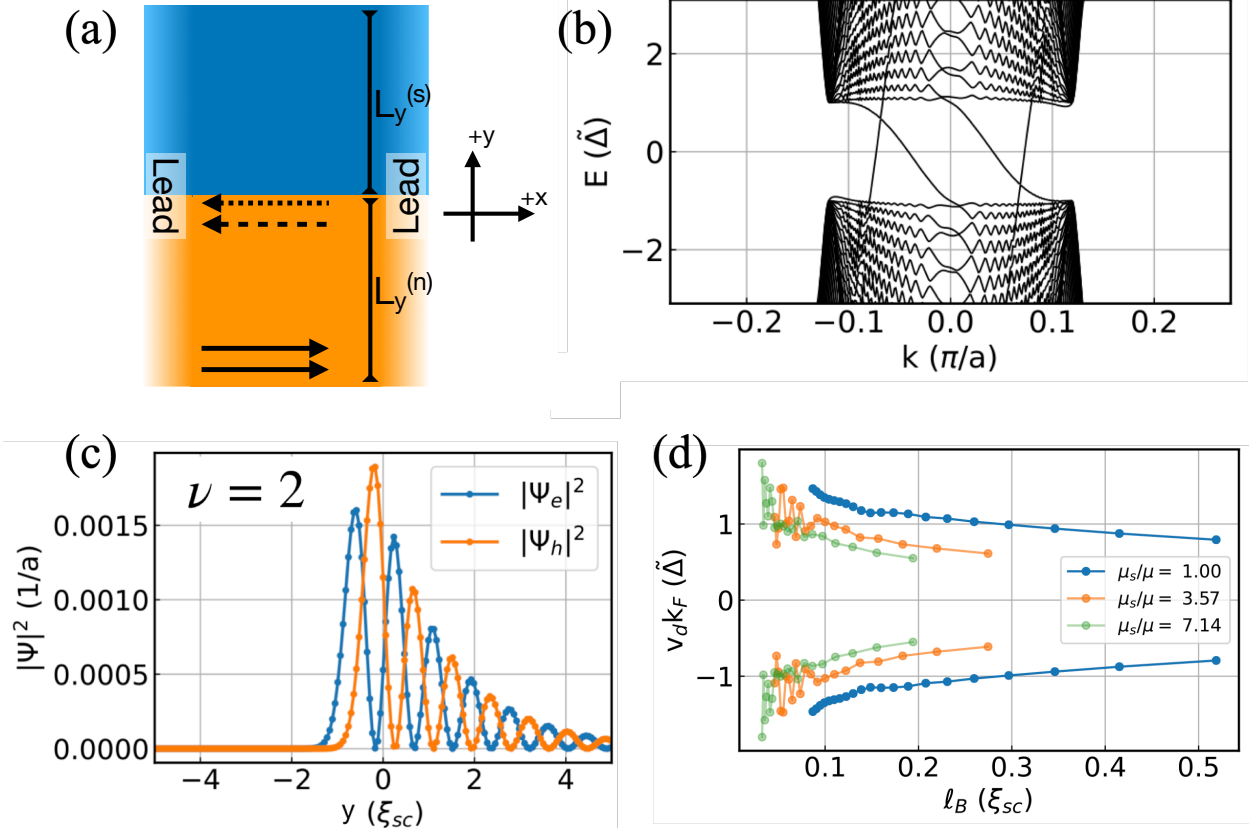 (a)
L_y^(s)
Lead
Lead
L_y^(n)
+y
+x
(b)
E (Δ̃)
2
0
−2
−0.2
−0.1
0.0
0.1
0.2
k (π/a)
(c)
ν = 2
|Ψ_e|²
|Ψ_h|²
|Ψ|² (1/a)
0.0015
0.0010
0.0005
0.0000
−4
−2
0
2
4
y (ξ_sc)
(d)
v_d k_F (Δ̃)
1
0
−1
μ_s/μ = 1.00
μ_s/μ = 3.57
μ_s/μ = 7.14
0.1
0.2
0.3
0.4
0.5
ℓ_B (ξ_sc)